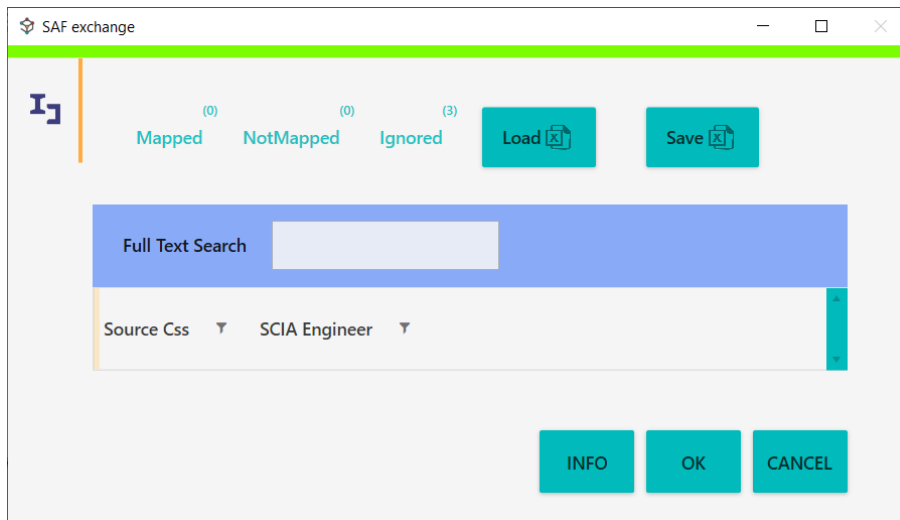 SAF exchange
(0) (0) (3)
Mapped NotMapped Ignored Load Save
Full Text Search
Source Css SCIA Engineer
INFO OK CANCEL